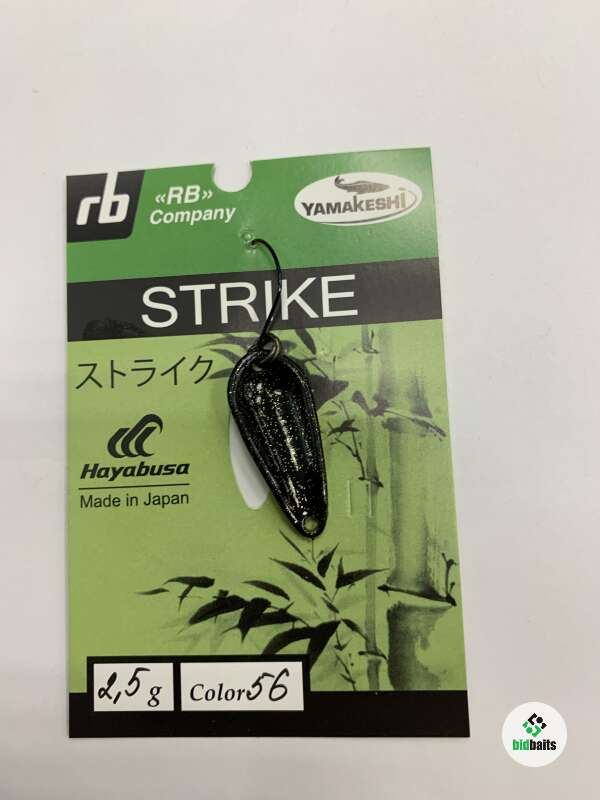 rb
«RB»
Company
YAMAKESHI
STRIKE
ストライク
Hayabusa
Made in Japan
2,5 g
Color 56
bidbaits